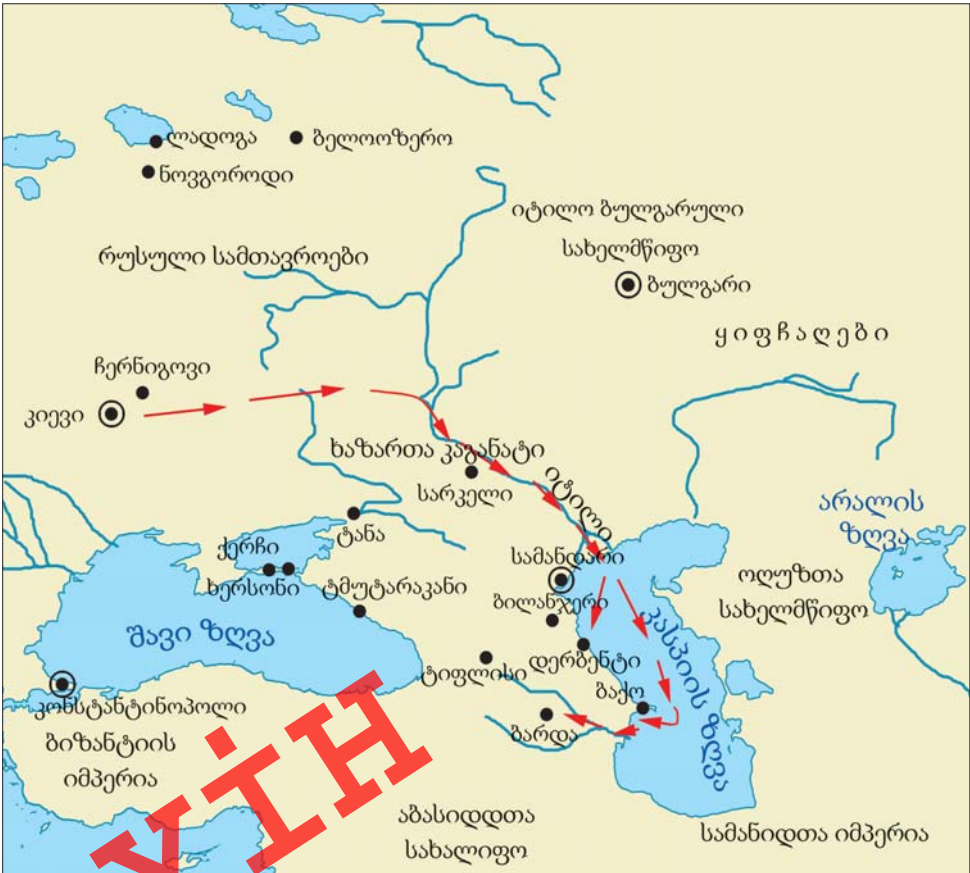 ლადოგა
ბელოოზერო
ნოვგოროდი
იტილო ბულგარული
სახელმწიფო
ბულგარი
რუსული სამთავროები
ყიფჩაღები
ჩერნიგოვი
კიევი
ხაზართა კაგანატი
სარკელი
იტილი
არალის
ზღვა
ტანა
ქერჩი
ხერსონი
ტმუტარაკანი
სამანდარი
ბილანჯერი
ოღუზთა
სახელმწიფო
შავი ზღვა
კასპიის ზღვა
დერბენტი
ტიფლისი
ბაქო
ბარდა
კონსტანტინოპოლი
ბიზანტიის
იმპერია
აბასიდდთა
სახალიფო
სამანიდთა იმპერია
YİH